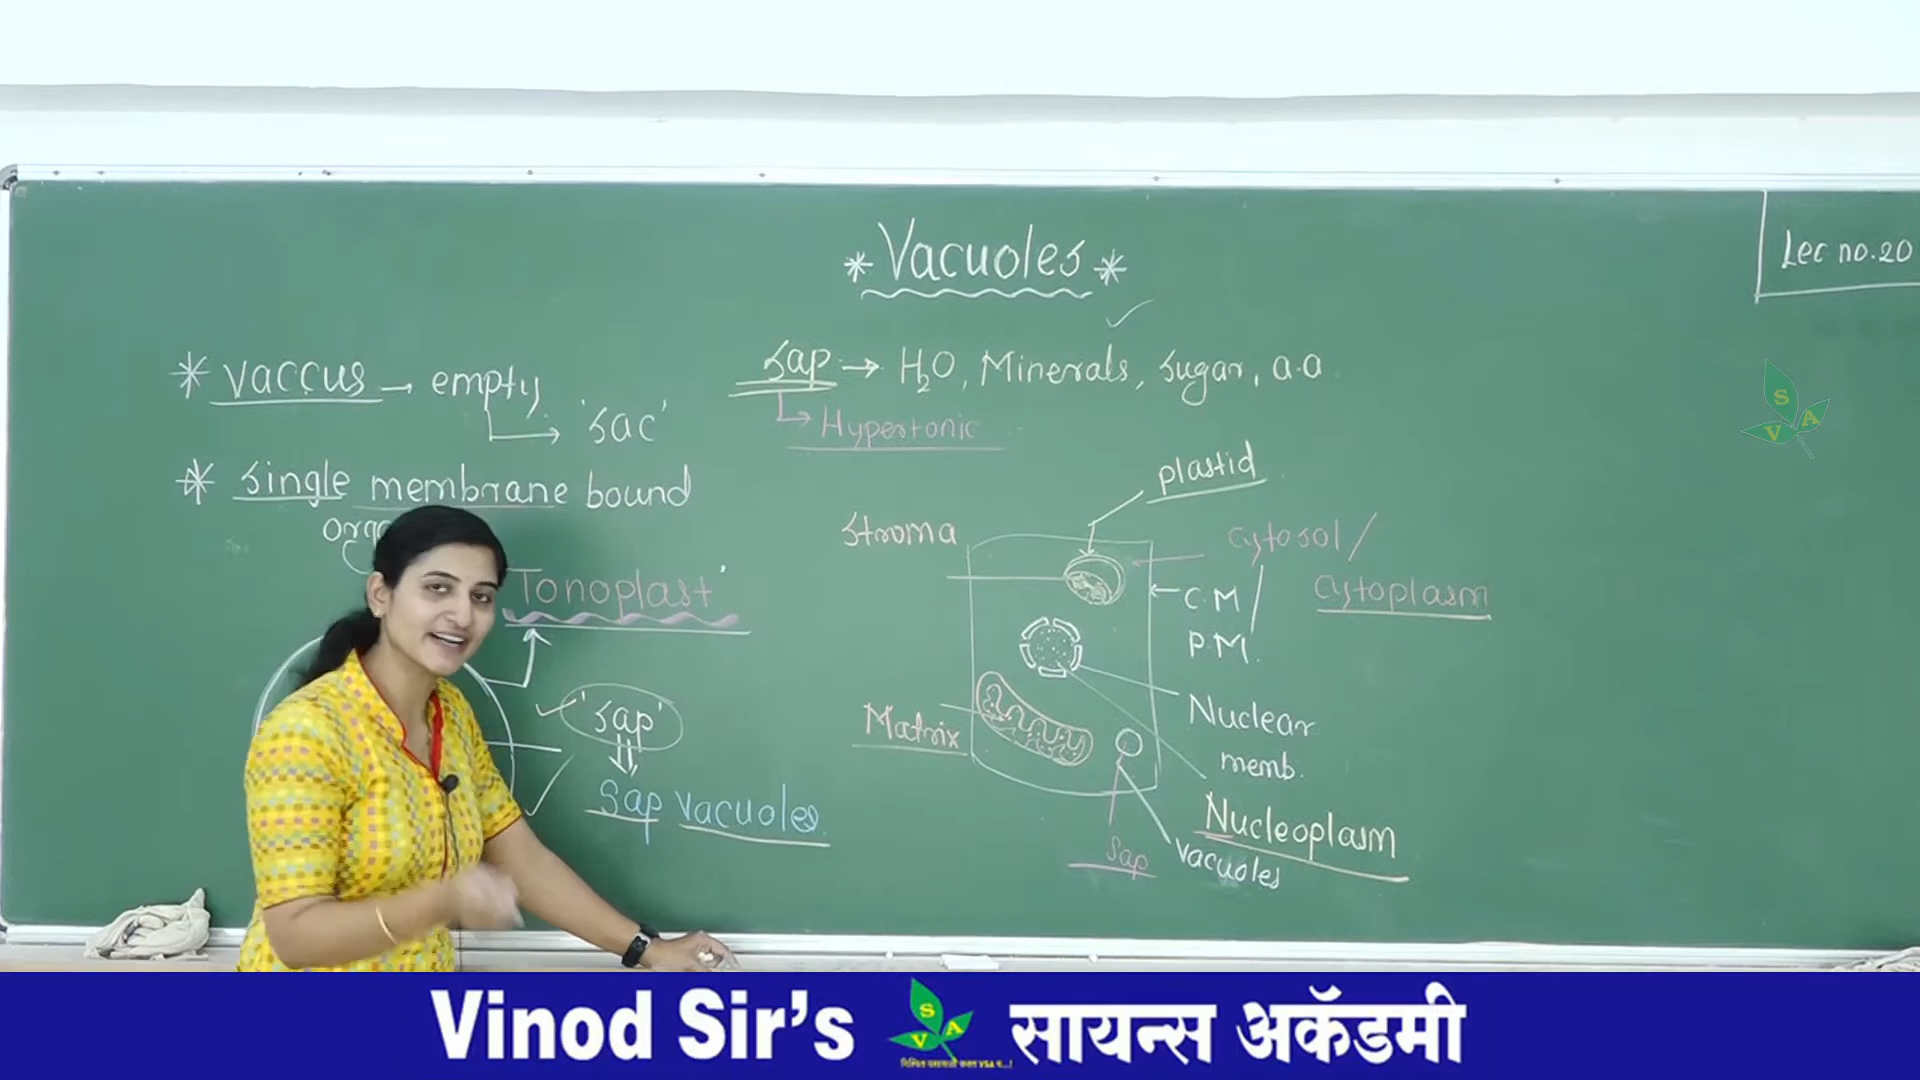 * Vacuoles *
Lec no.20
* vaccus → empty
'sac'
* single membrane bound
Tonoplast'
'sap'
Sap vacuoles
sap → H2O, Minerals, sugar, a.a
Hypertonic
plastid
stroma
cytosol /
cytoplasm
C.M
P.M.
Nuclear
memb.
Matrix
Nucleoplasm
Sap
vacuoles
S
V A
Vinod Sir's
S
V A
सायन्स अकॅडमी